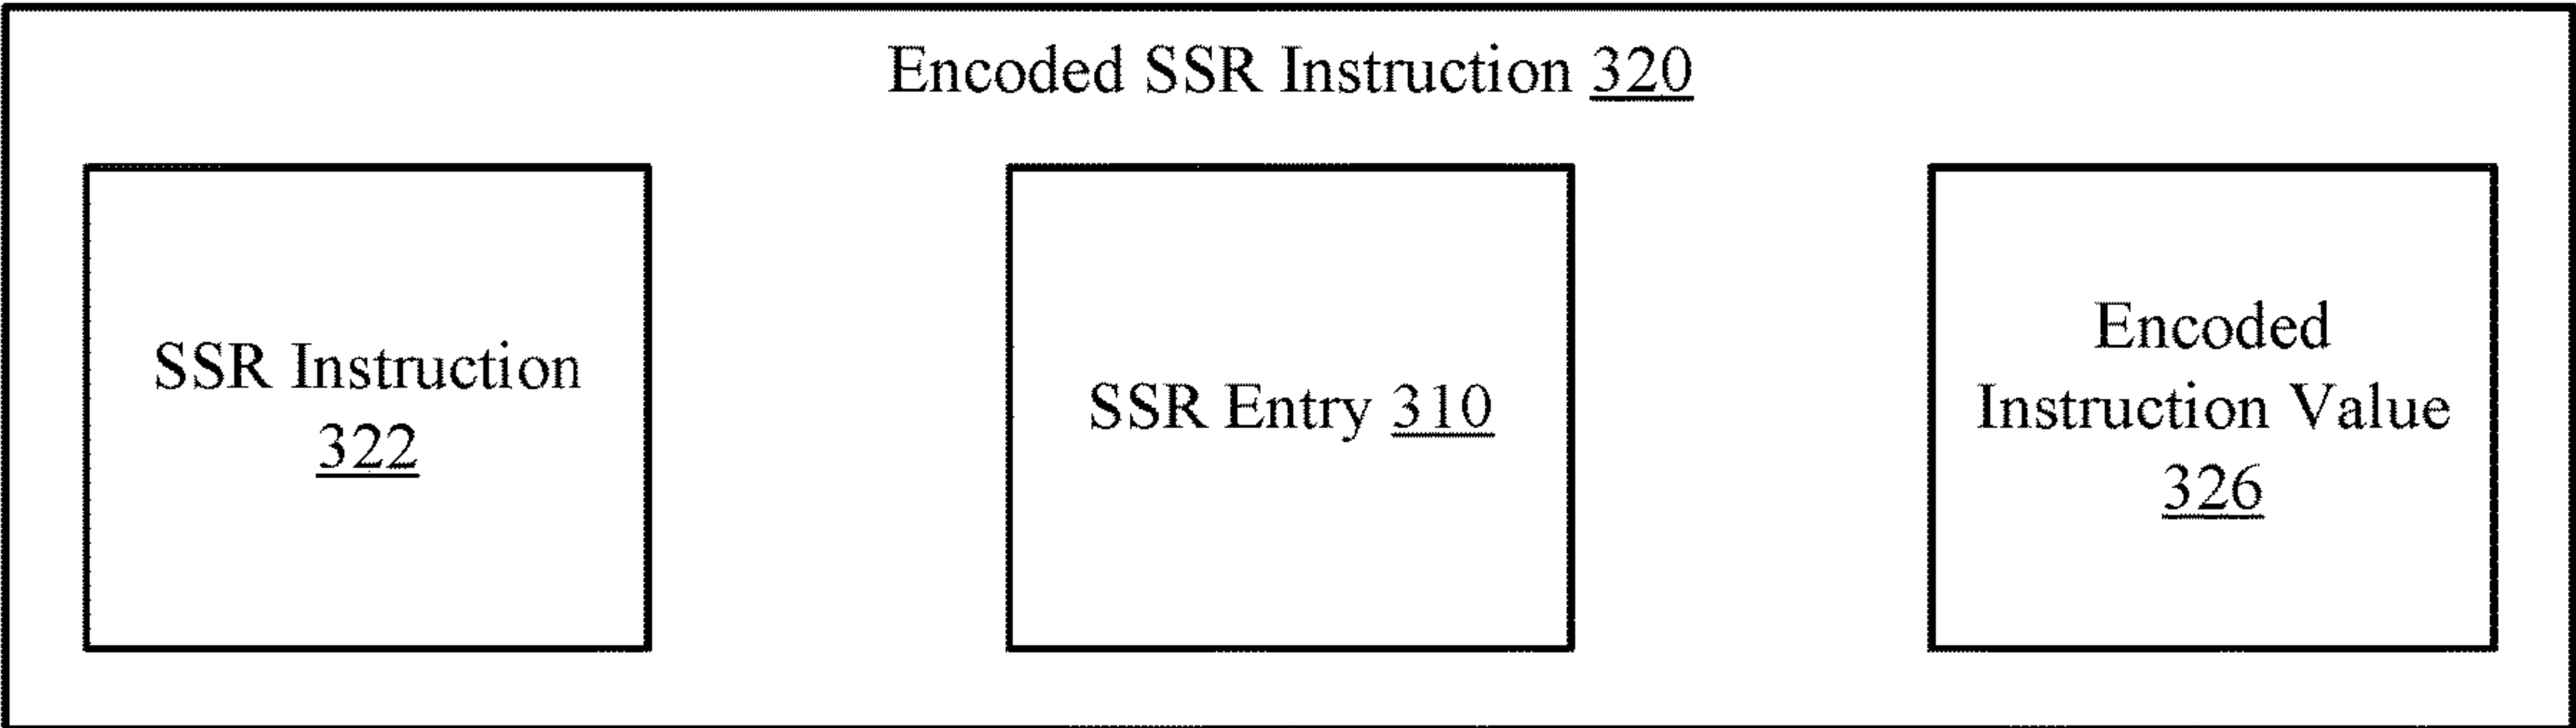 Encoded SSR Instruction 320
SSR Instruction
322
SSR Entry 310
Encoded
Instruction Value
326